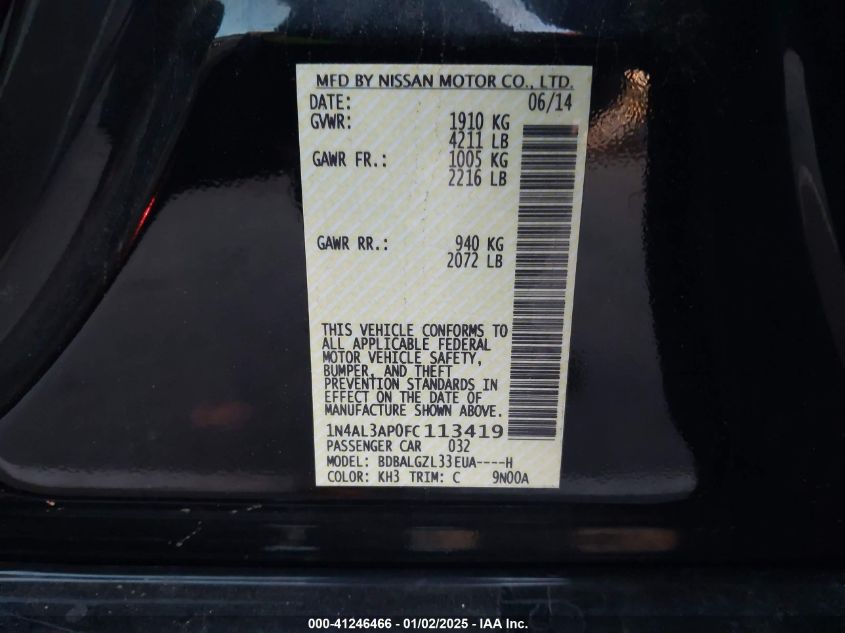 MFD BY NISSAN MOTOR CO., LTD.
DATE: 06/14
GVWR: 1910 KG
4211 LB
GAWR FR.: 1005 KG
2216 LB
GAWR RR.: 940 KG
2072 LB
THIS VEHICLE CONFORMS TO
ALL APPLICABLE FEDERAL
MOTOR VEHICLE SAFETY,
BUMPER, AND THEFT
PREVENTION STANDARDS IN
EFFECT ON THE DATE OF
MANUFACTURE SHOWN ABOVE.
1N4AL3AP0FC113419
PASSENGER CAR 032
MODEL: BDBALGZL33EUA----H
COLOR: KH3 TRIM: C 9N00A
000-41246466 - 01/02/2025 - IAA Inc.